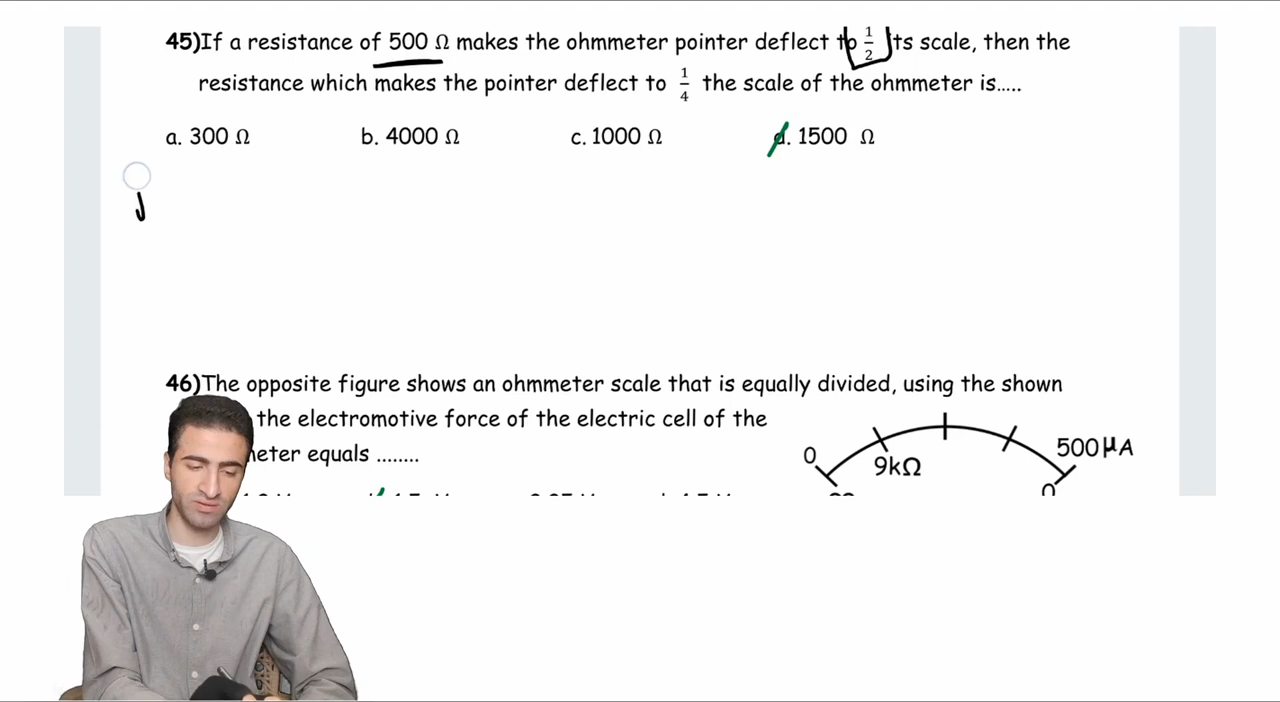 45)If a resistance of 500 Ω makes the ohmmeter pointer deflect to 1/2 its scale, then the
resistance which makes the pointer deflect to 1/4 the scale of the ohmmeter is.....
a. 300 Ω b. 4000 Ω c. 1000 Ω d. 1500 Ω
46)The opposite figure shows an ohmmeter scale that is equally divided, using the shown
the electromotive force of the electric cell of the
meter equals ........
0 9kΩ 500μA
0